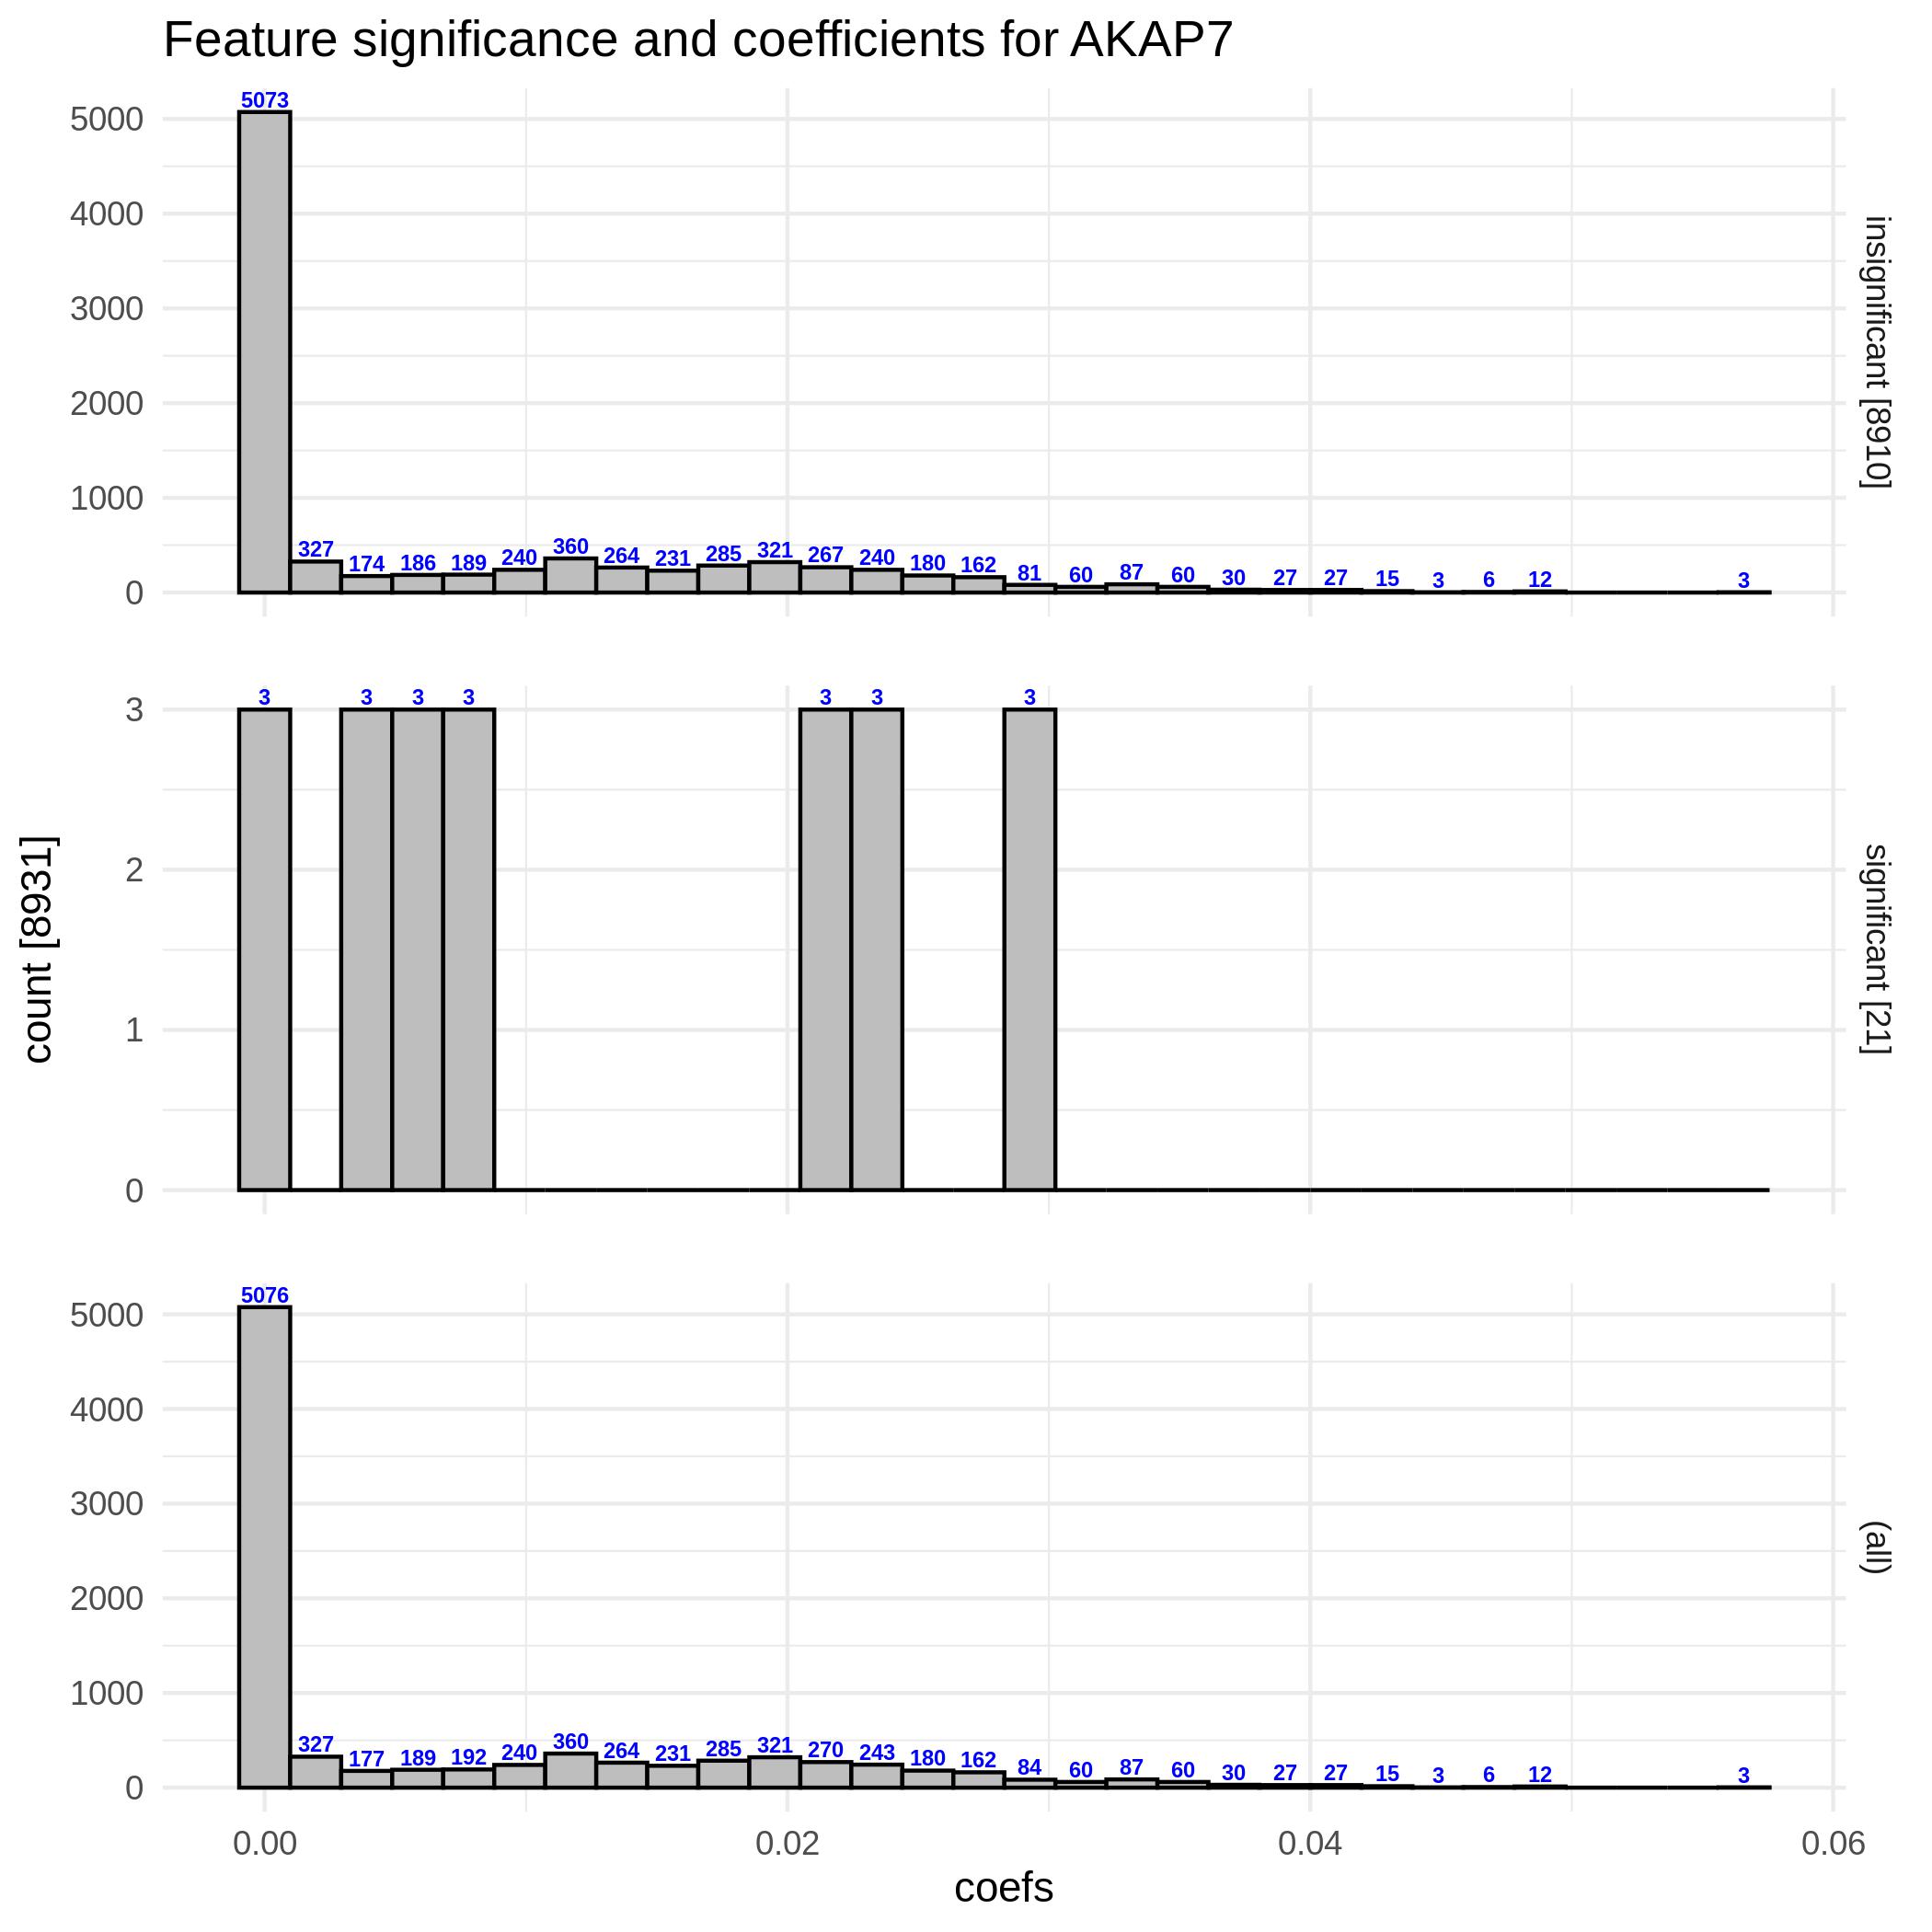 Feature significance and coefficients for AKAP7
5073
5000
4000
3000
2000
1000
0
327 174 186 189 240 360 264 231 285 321 267 240 180 162 81 60 87 60 30 27 27 15 3 6 12 3
insignificant [8910]
3 3 3 3 3 3 3
3
2
1
0
significant [21]
count [8931]
5076
5000
4000
3000
2000
1000
0
327 177 189 192 240 360 264 231 285 321 270 243 180 162 84 60 87 60 30 27 27 15 3 6 12 3
(all)
0.00 0.02 0.04 0.06
coefs